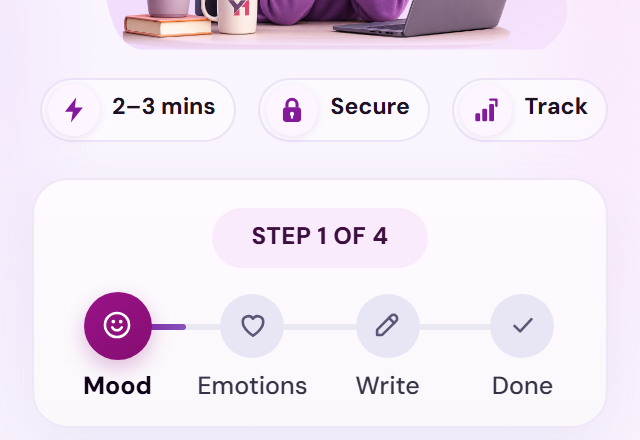 2–3 mins
Secure
Track
STEP 1 OF 4
Mood
Emotions
Write
Done